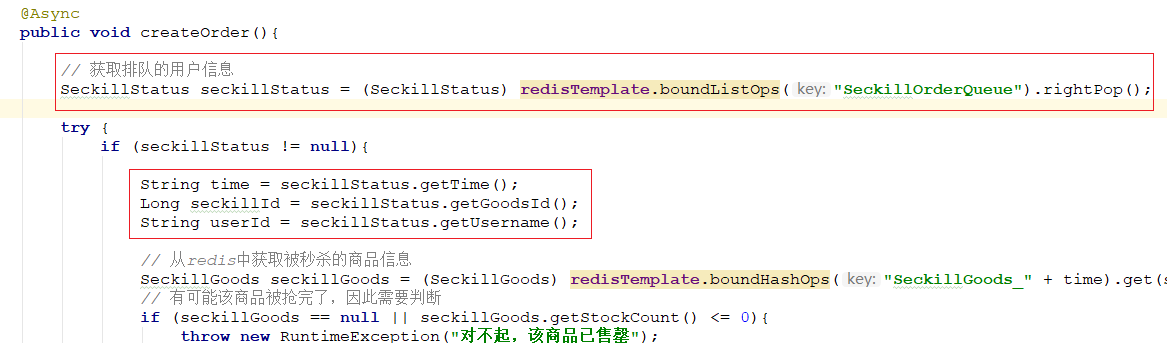 @Async
public void createOrder(){
// 获取排队的用户信息
SeckillStatus seckillStatus = (SeckillStatus) redisTemplate.boundListOps( key: "SeckillOrderQueue").rightPop();
try {
if (seckillStatus != null){
String time = seckillStatus.getTime();
Long seckillId = seckillStatus.getGoodsId();
String userId = seckillStatus.getUsername();
// 从redis中获取被秒杀的商品信息
SeckillGoods seckillGoods = (SeckillGoods) redisTemplate.boundHashOps( key: "SeckillGoods_" + time).get(s
// 有可能该商品被抢完了，因此需要判断
if (seckillGoods == null || seckillGoods.getStockCount() <= 0){
throw new RuntimeException("对不起，该商品已售罄");